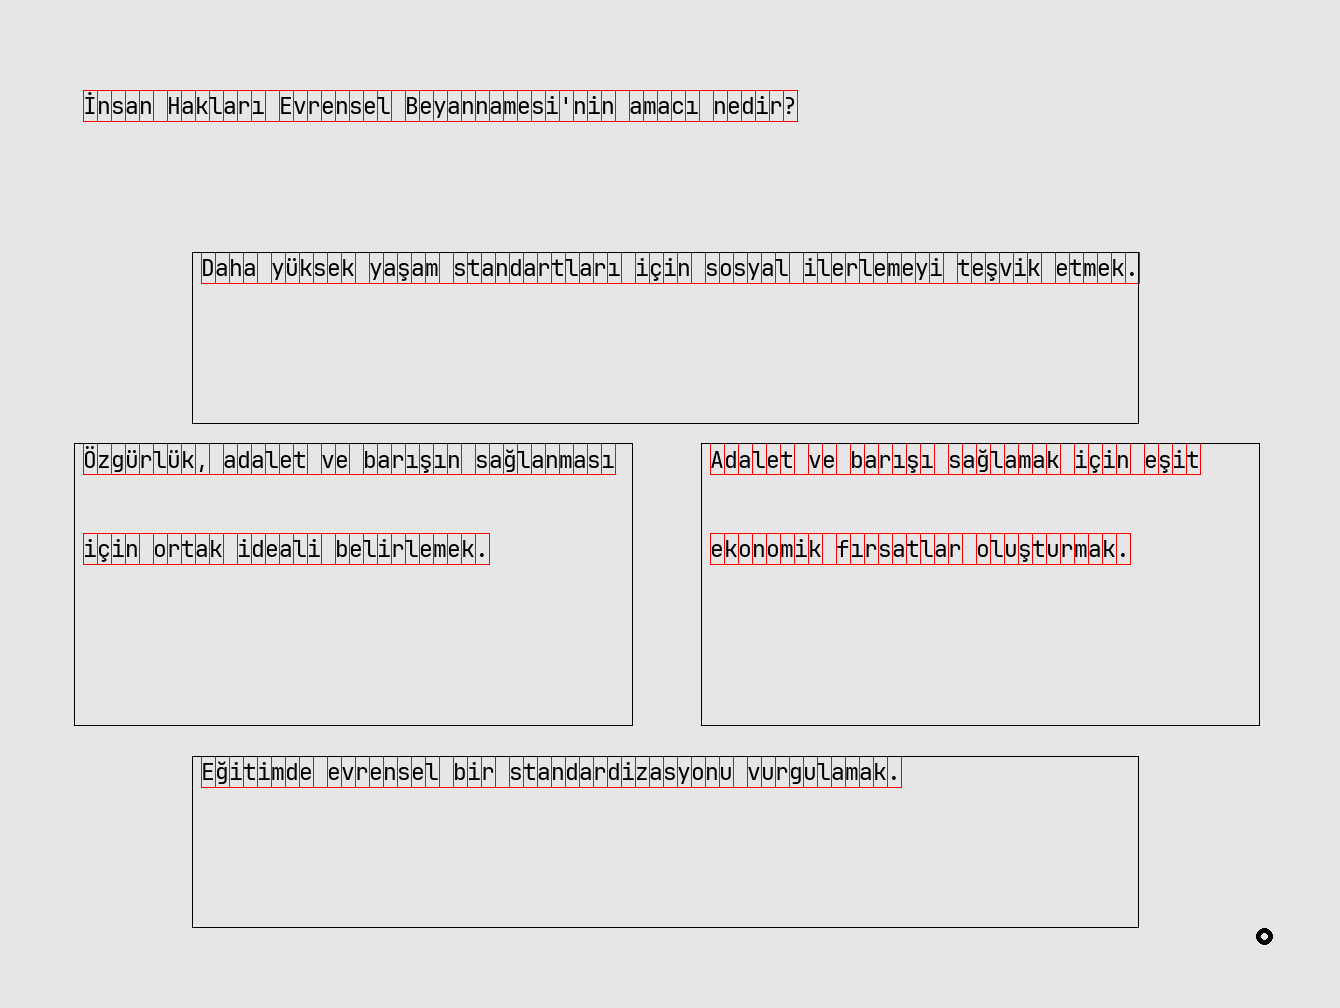 İnsan Hakları Evrensel Beyannamesi'nin amacı nedir?
Daha yüksek yaşam standartları için sosyal ilerlemeyi teşvik etmek.
Özgürlük, adalet ve barışın sağlanması
için ortak ideali belirlemek.
Adalet ve barışı sağlamak için eşit
ekonomik fırsatlar oluşturmak.
Eğitimde evrensel bir standardizasyonu vurgulamak.